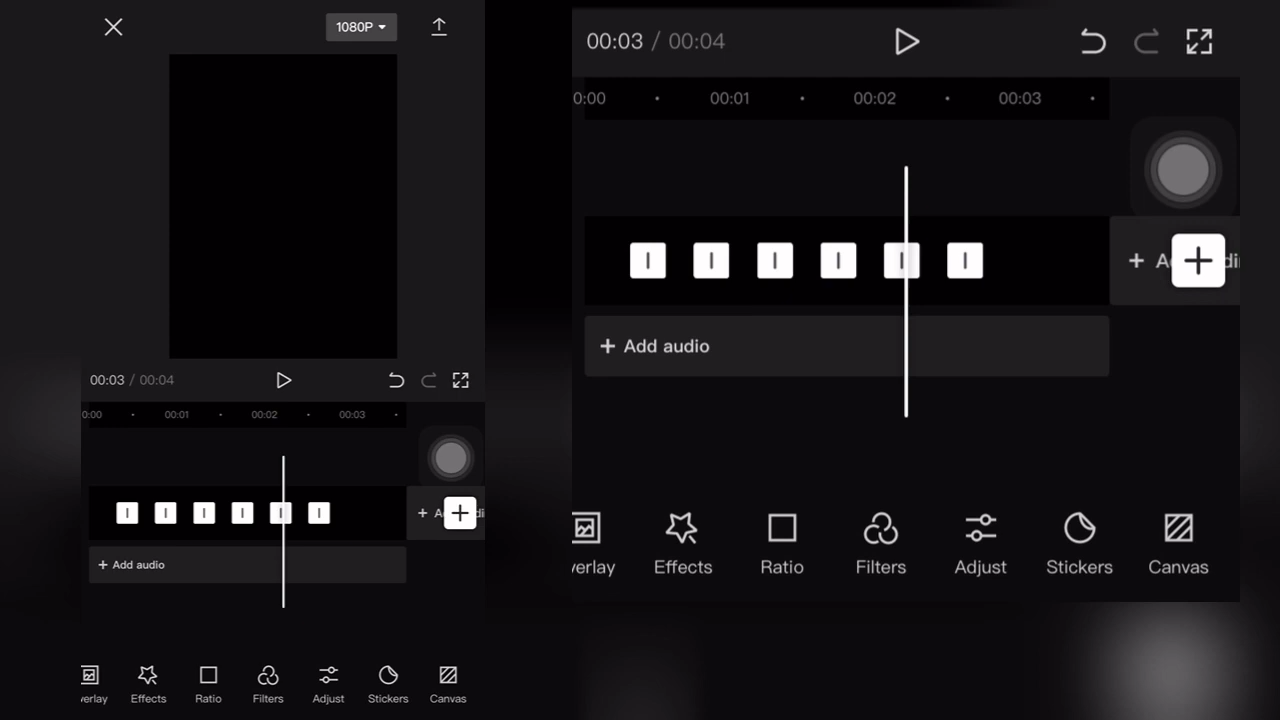 1080P
00:03 / 00:04
0:00 00:01 00:02 00:03
+ Add audio
verlay Effects Ratio Filters Adjust Stickers Canvas
00:03 / 00:04
0:00 00:01 00:02 00:03
+ Add audio
verlay Effects Ratio Filters Adjust Stickers Canvas